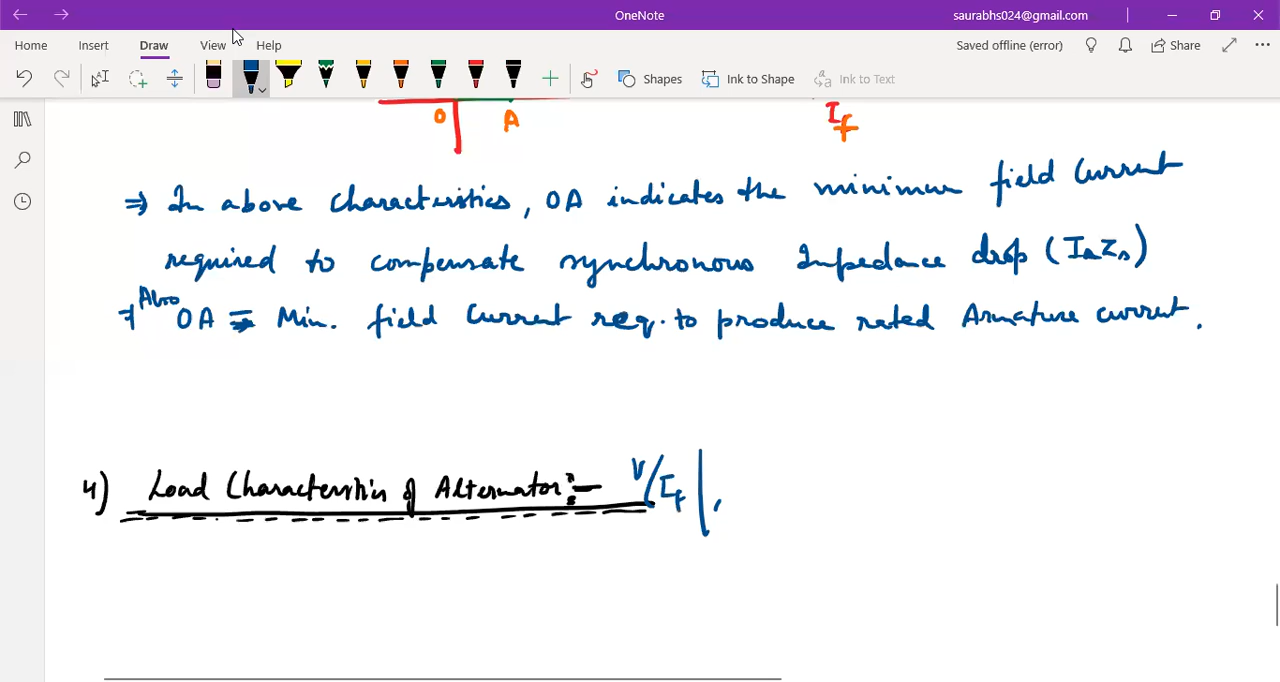 OneNote
saurabhs024@gmail.com
Home Insert Draw View Help
Saved offline (error) Share
Shapes Ink to Shape Ink to Text
O A If
⇒ In above characteristics, OA indicates the minimum field current
required to compensate synchronous Impedance drop (IaZs)
⇒ Also OA = Min. field current req. to produce rated Armature current.
4) Load Characteristics of Alternator:- V/If